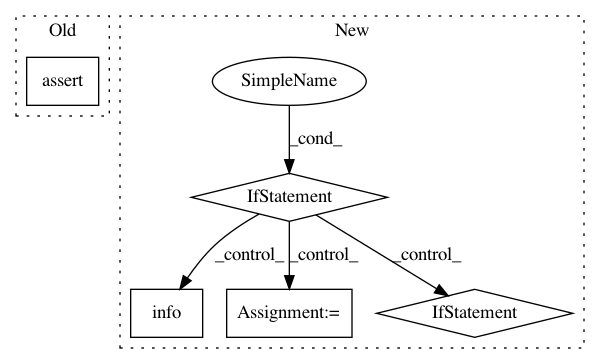 Old
New
assert
SimpleName
_cond_
IfStatement
_control_
_control_
_control_
info
Assignment:=
IfStatement